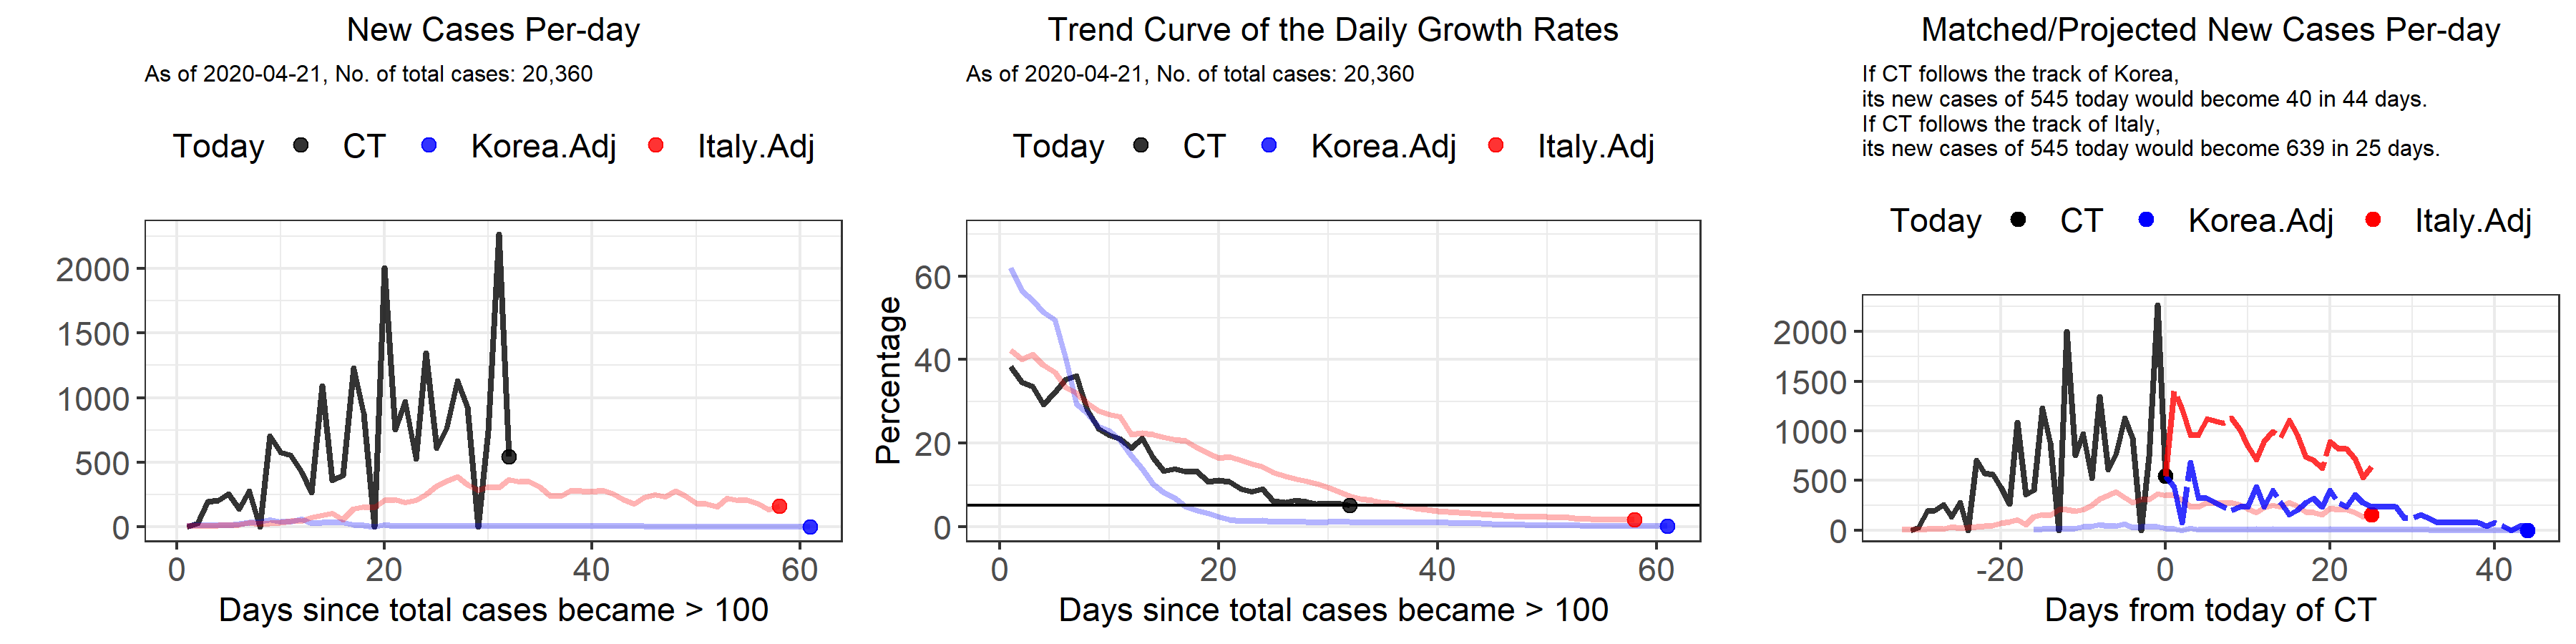 New Cases Per-day
As of 2020-04-21, No. of total cases: 20,360
Today CT Korea.Adj Italy.Adj
2000
1500
1000
500
0
0 20 40 60
Days since total cases became > 100
Trend Curve of the Daily Growth Rates
As of 2020-04-21, No. of total cases: 20,360
Today CT Korea.Adj Italy.Adj
Percentage
60
40
20
0
0 20 40 60
Days since total cases became > 100
Matched/Projected New Cases Per-day
If CT follows the track of Korea,
its new cases of 545 today would become 40 in 44 days.
If CT follows the track of Italy,
its new cases of 545 today would become 639 in 25 days.
Today CT Korea.Adj Italy.Adj
2000
1500
1000
500
0
-20 0 20 40
Days from today of CT